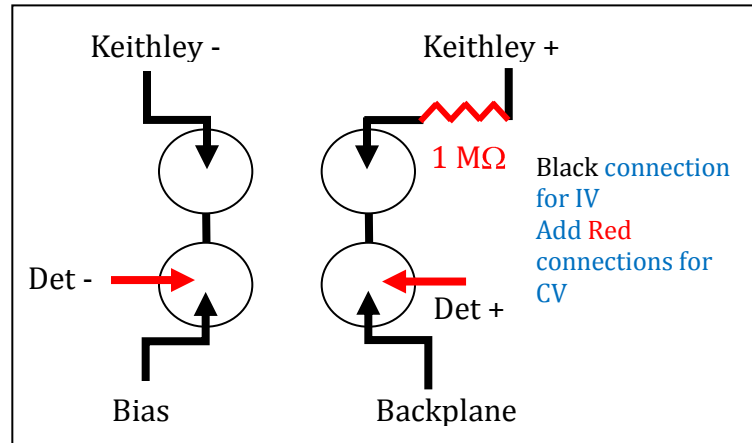 Keithley -
Keithley +
1 MΩ
Black connection
for IV
Add Red
connections for
CV
Det -
Det +
Bias
Backplane